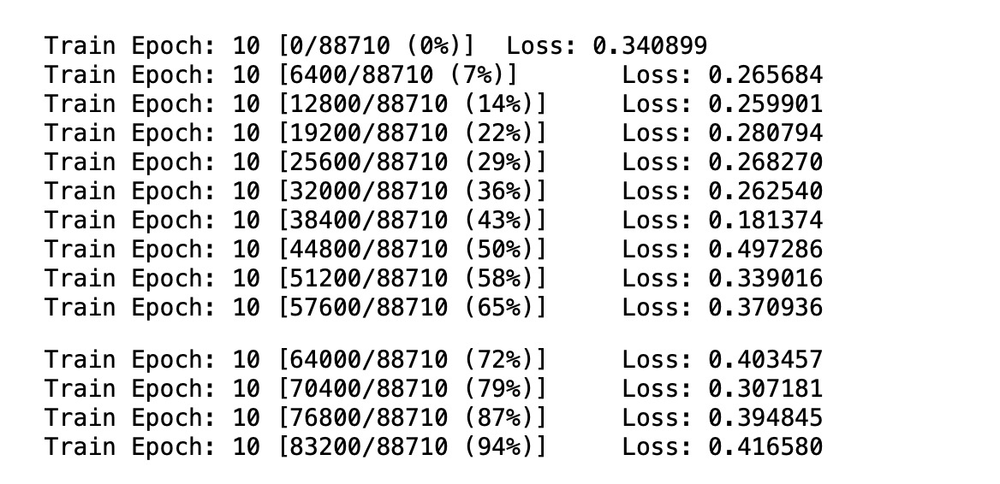 Train Epoch: 10 [0/88710 (0%)]	Loss: 0.340899
Train Epoch: 10 [6400/88710 (7%)]	Loss: 0.265684
Train Epoch: 10 [12800/88710 (14%)]	Loss: 0.259901
Train Epoch: 10 [19200/88710 (22%)]	Loss: 0.280794
Train Epoch: 10 [25600/88710 (29%)]	Loss: 0.268270
Train Epoch: 10 [32000/88710 (36%)]	Loss: 0.262540
Train Epoch: 10 [38400/88710 (43%)]	Loss: 0.181374
Train Epoch: 10 [44800/88710 (50%)]	Loss: 0.497286
Train Epoch: 10 [51200/88710 (58%)]	Loss: 0.339016
Train Epoch: 10 [57600/88710 (65%)]	Loss: 0.370936
Train Epoch: 10 [64000/88710 (72%)]	Loss: 0.403457
Train Epoch: 10 [70400/88710 (79%)]	Loss: 0.307181
Train Epoch: 10 [76800/88710 (87%)]	Loss: 0.394845
Train Epoch: 10 [83200/88710 (94%)]	Loss: 0.416580